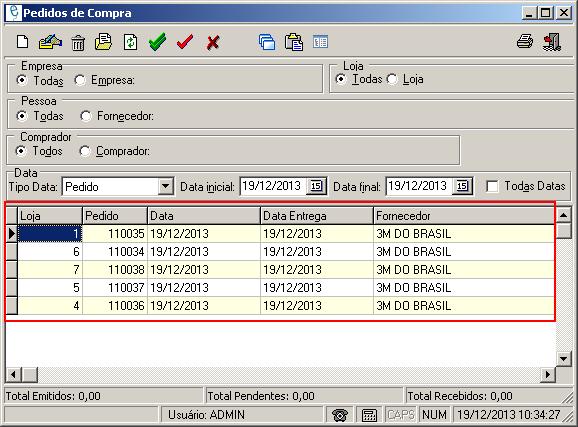 Pedidos de Compra
Empresa
Todas Empresa:
Loja
Todas Loja
Pessoa
Todas Fornecedor:
Comprador
Todos Comprador:
Data
Tipo Data: Pedido Data inicial: 19/12/2013 15 Data final: 19/12/2013 15 Todas Datas
Loja Pedido Data Data Entrega Fornecedor
1 110035 19/12/2013 19/12/2013 3M DO BRASIL
6 110034 19/12/2013 19/12/2013 3M DO BRASIL
7 110038 19/12/2013 19/12/2013 3M DO BRASIL
5 110037 19/12/2013 19/12/2013 3M DO BRASIL
4 110036 19/12/2013 19/12/2013 3M DO BRASIL
Total Emitidos: 0,00 Total Pendentes: 0,00 Total Recebidos: 0,00
Usuário: ADMIN CAPS NUM 19/12/2013 10:34:27